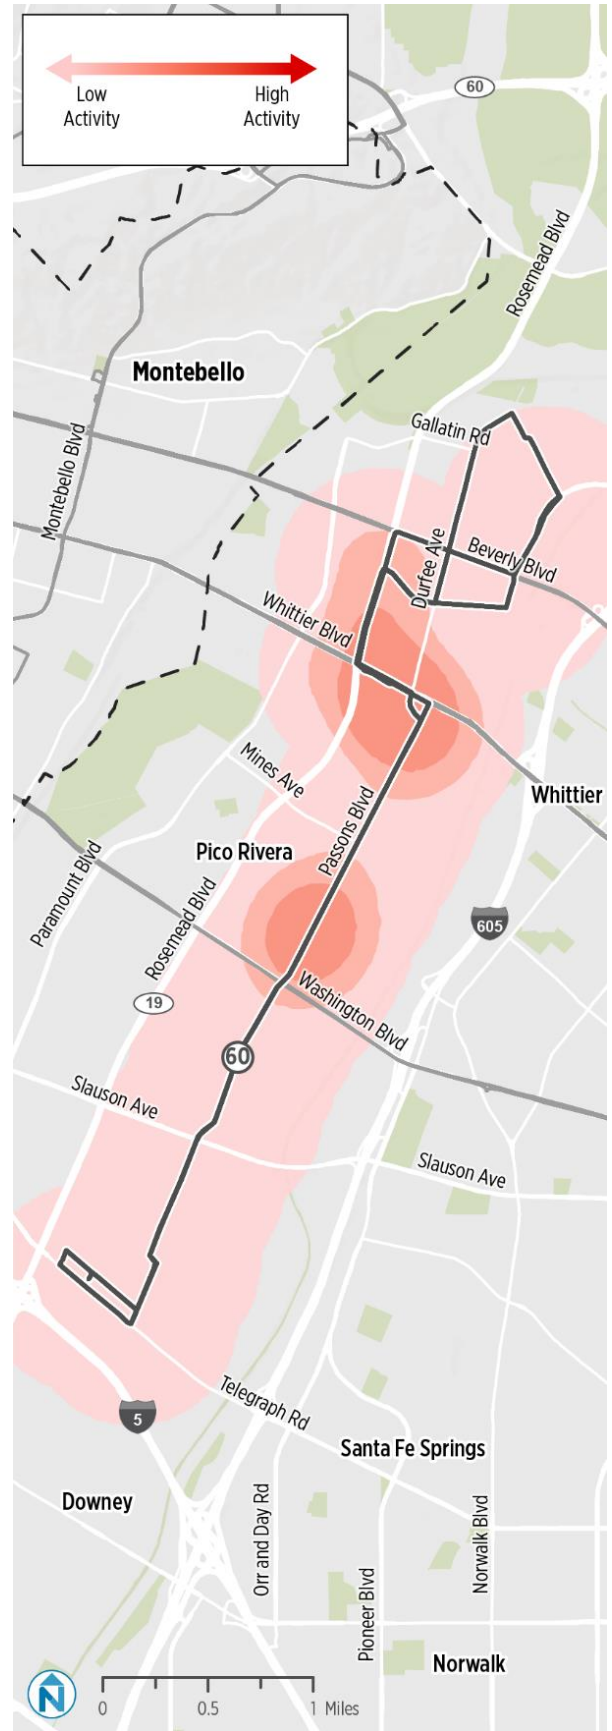 Low
Activity
High
Activity
60
Rosemead Blvd
Montebello
Gallatin Rd
Montebello Blvd
Durfee Ave
Beverly Blvd
Whittier Blvd
Mines Ave
Whittier
Passons Blvd
Pico Rivera
Paramount Blvd
Rosemead Blvd
605
19
Washington Blvd
60
Slauson Ave
Slauson Ave
5
Telegraph Rd
Santa Fe Springs
Downey
Orr and Day Rd
Norwalk Blvd
Pioneer Blvd
Norwalk
N
0 0.5 1 Miles